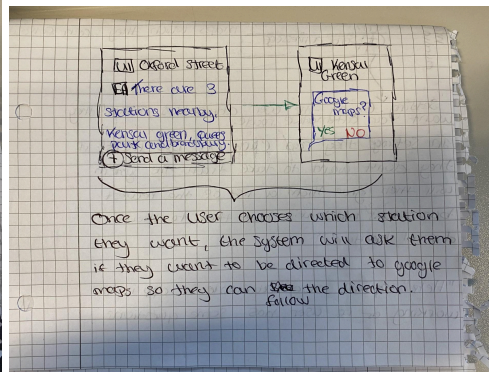 Oxford street
There are 3
stations nearby.
Kensal green, queens
park and brondesbury.
+ Send a message
Kensal
Green
Google
maps?
Yes NO
Once the user chooses which station
they want, the system will ask them
if they want to be directed to google
maps so they can the direction.
follow